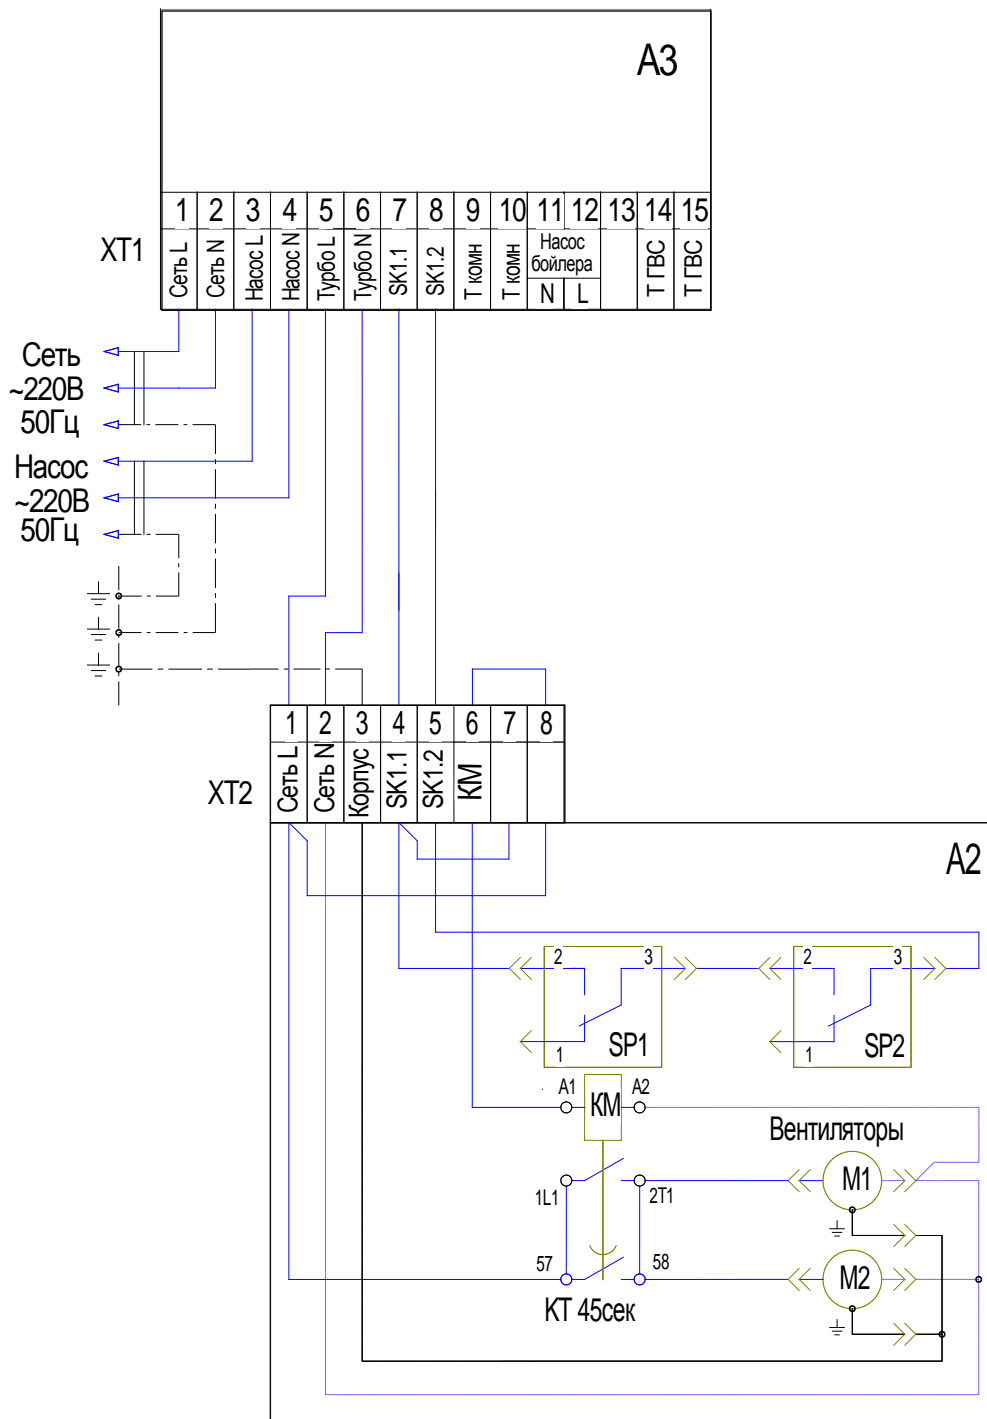 A3
XT1
1 2 3 4 5 6 7 8 9 10 11 12 13 14 15
Сеть L
Сеть N
Насос L
Насос N
Турбо L
Турбо N
SK1.1
SK1.2
Т комн
Т комн
Насос
бойлера
N L
Т ГВС
Т ГВС
Сеть
~220В
50Гц
Насос
~220В
50Гц
XT2
1 2 3 4 5 6 7 8
Сеть L
Сеть N
Корпус
SK1.1
SK1.2
КМ
A2
2 3
1
SP1
2 3
1
SP2
A1 КМ A2
Вентиляторы
1L1
2T1
M1
57
58
M2
КТ 45сек